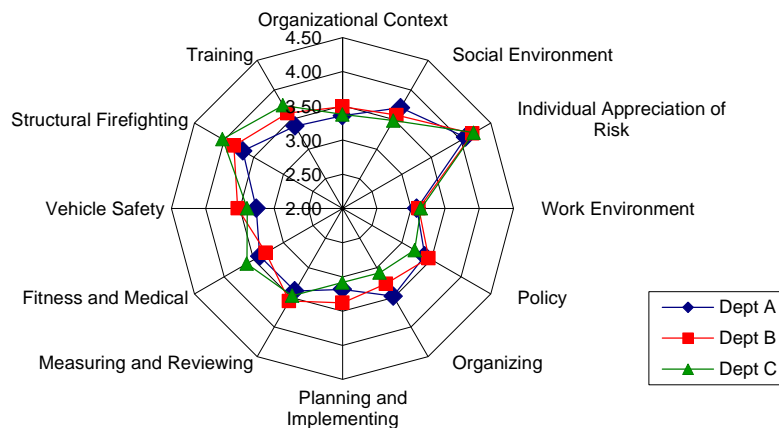 Organizational Context
4.50
Training
Social Environment
4.00
3.50
Individual Appreciation of
Risk
Structural Firefighting
3.00
2.50
Vehicle Safety
2.00
Work Environment
Fitness and Medical
Policy
Dept A
Dept B
Dept C
Measuring and Reviewing
Organizing
Planning and
Implementing